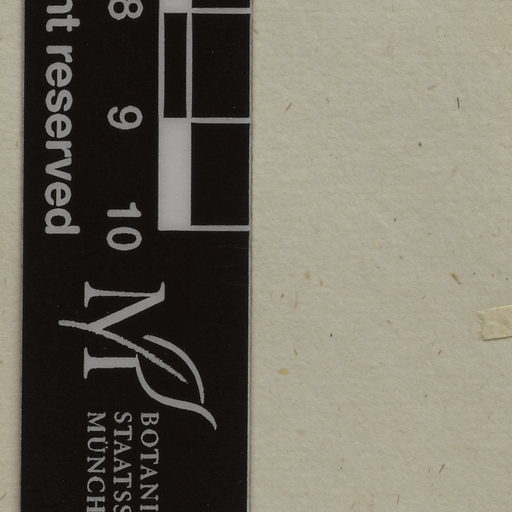 nt reserved
8 9 10
M
BOTANI
STAATSS
MÜNCH